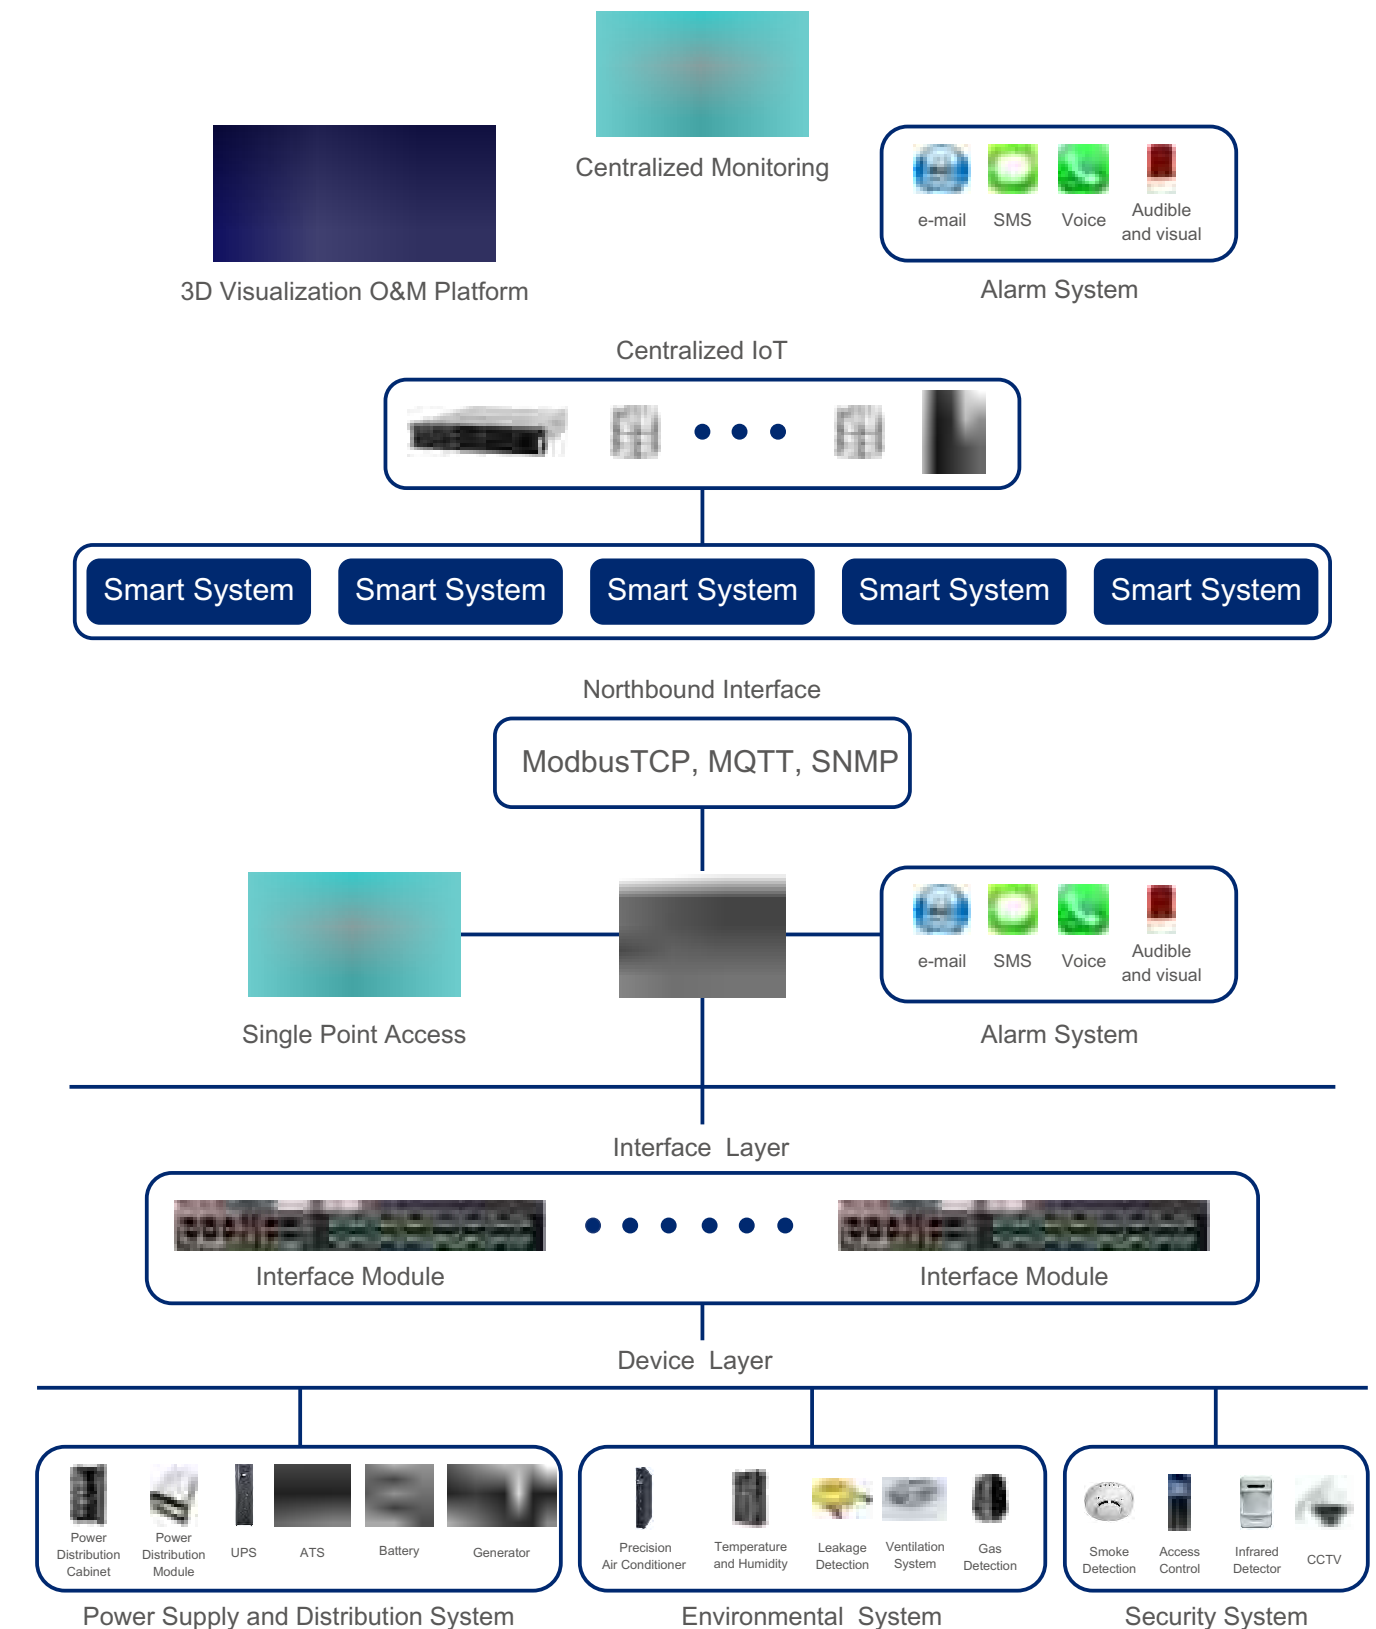 Centralized Monitoring
3D Visualization O&M Platform
e-mail
SMS
Voice
Audible
and visual
Alarm System
Centralized IoT
Smart System
Smart System
Smart System
Smart System
Smart System
Northbound Interface
ModbusTCP, MQTT, SNMP
Single Point Access
e-mail
SMS
Voice
Audible
and visual
Alarm System
Interface Layer
Interface Module
Interface Module
Device Layer
Power
Distribution
Cabinet
Power
Distribution
Module
UPS
ATS
Battery
Generator
Power Supply and Distribution System
Precision
Air Conditioner
Temperature
and Humidity
Leakage
Detection
Ventilation
System
Gas
Detection
Environmental System
Smoke
Detection
Access
Control
Infrared
Detector
CCTV
Security System